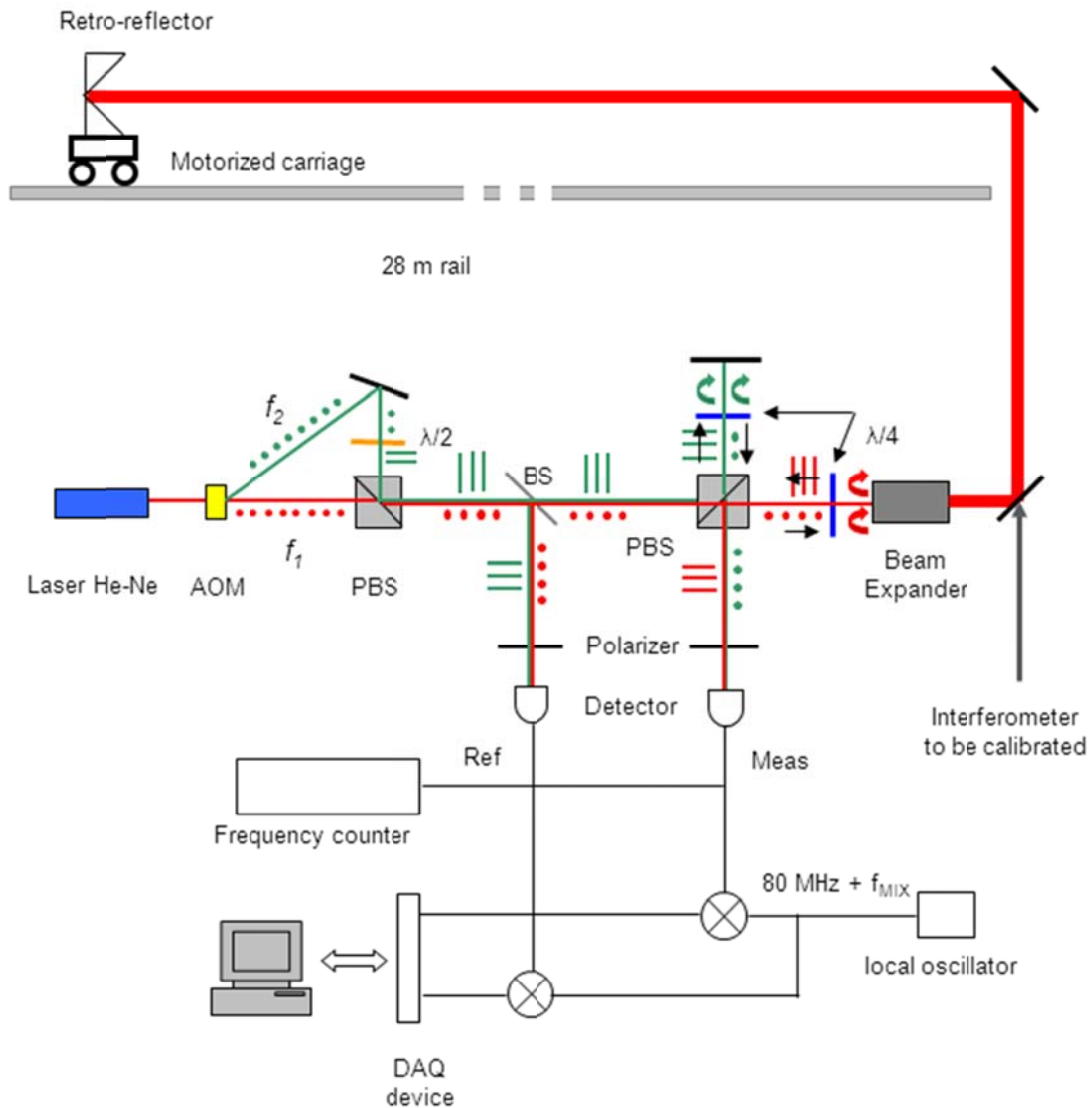 Retro-reflector
Motorized carriage
28 m rail
f2
λ/2
BS
λ/4
f1
Laser He-Ne
AOM
PBS
PBS
Beam
Expander
Polarizer
Detector
Interferometer
to be calibrated
Ref
Meas
Frequency counter
80 MHz + fMIX
local oscillator
DAQ
device